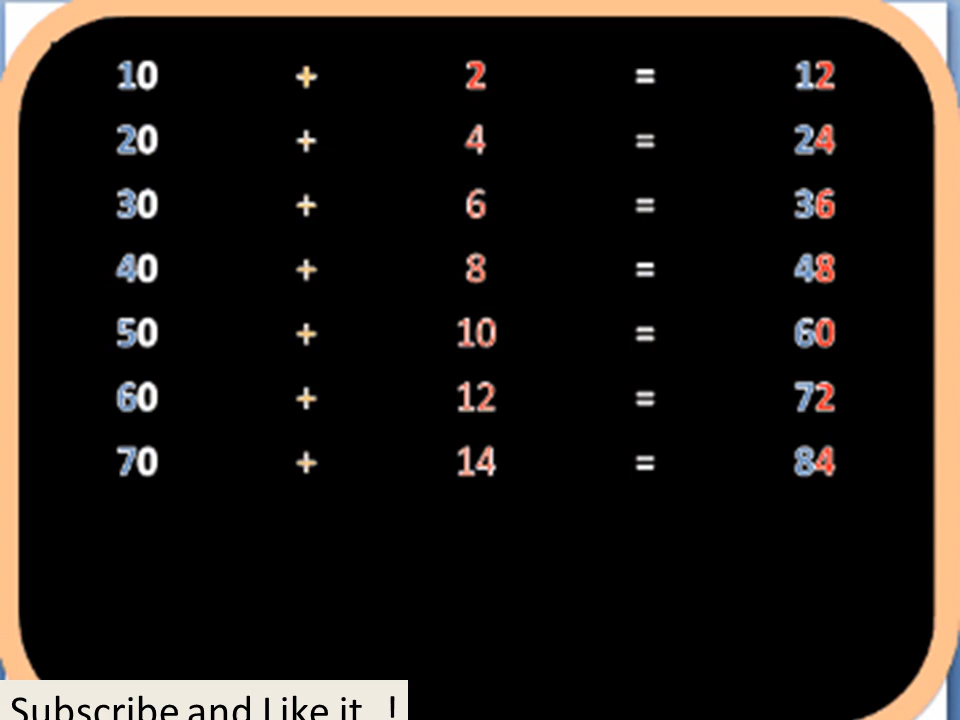 10 + 2 = 12
20 + 4 = 24
30 + 6 = 36
40 + 8 = 48
50 + 10 = 60
60 + 12 = 72
70 + 14 = 84
Subscribe and Like it !